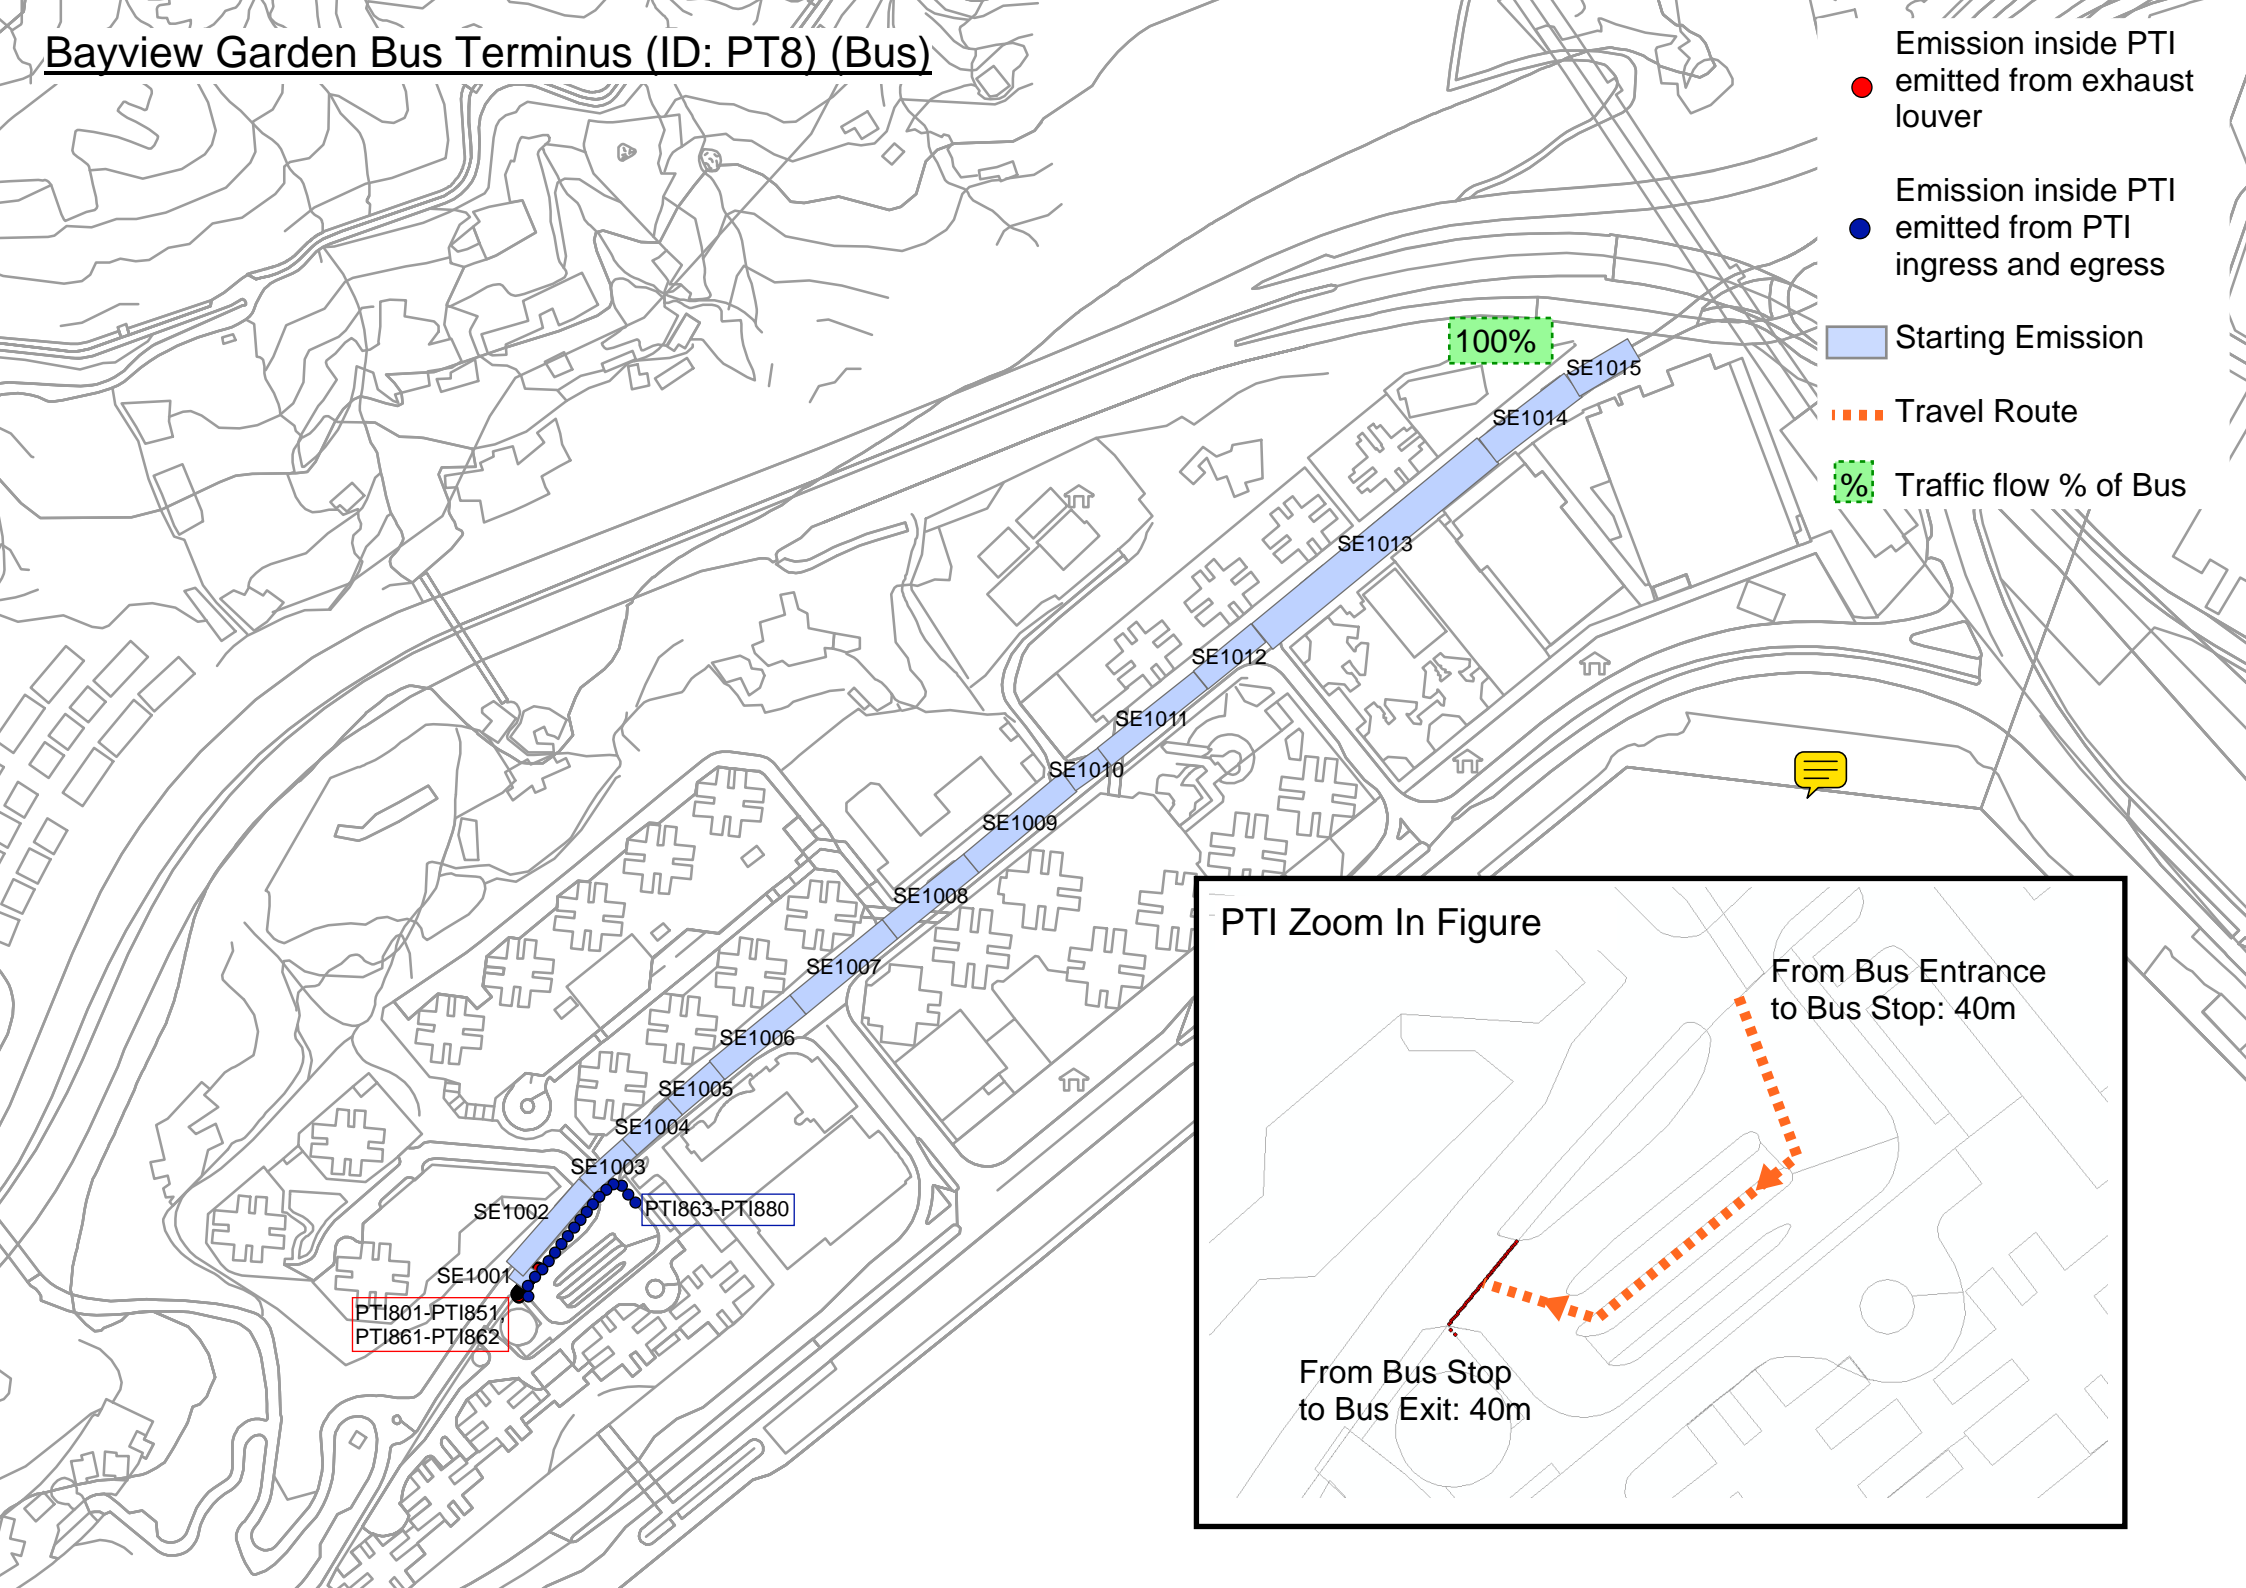 Bayview Garden Bus Terminus (ID: PT8) (Bus)
Emission inside PTI
emitted from exhaust
louver
Emission inside PTI
emitted from PTI
ingress and egress
Starting Emission
Travel Route
%
Traffic flow % of Bus
100%
SE1015
SE1014
SE1013
SE1012
SE1011
SE1010
SE1009
SE1008
SE1007
SE1006
SE1005
SE1004
SE1003
SE1002
PTI863-PTI880
SE1001
PTI801-PTI851,
PTI861-PTI862
PTI Zoom In Figure
From Bus Entrance
to Bus Stop: 40m
From Bus Stop
to Bus Exit: 40m